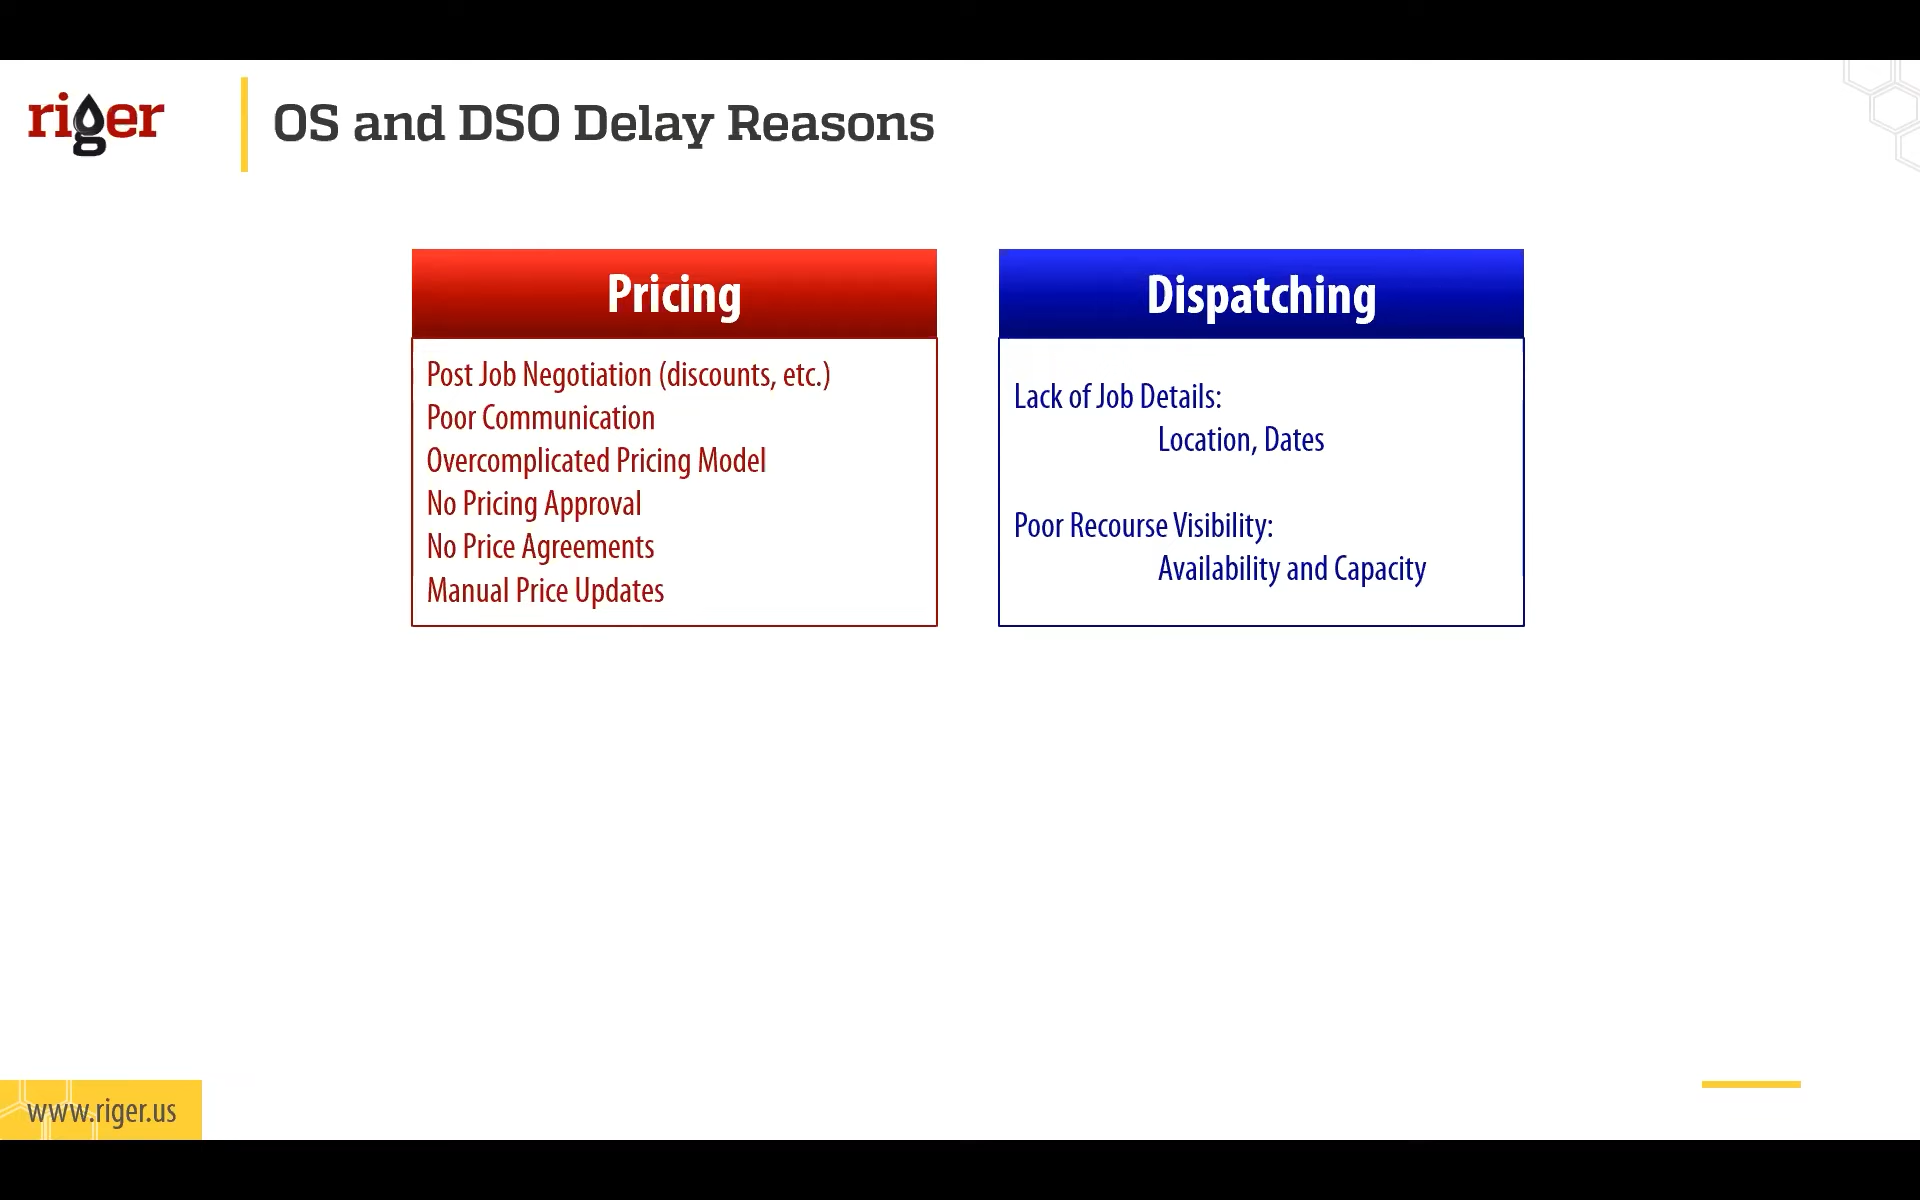 riger
OS and DSO Delay Reasons
Pricing
Post Job Negotiation (discounts, etc.)
Poor Communication
Overcomplicated Pricing Model
No Pricing Approval
No Price Agreements
Manual Price Updates
Dispatching
Lack of Job Details:
Location, Dates
Poor Recourse Visibility:
Availability and Capacity
www.riger.us